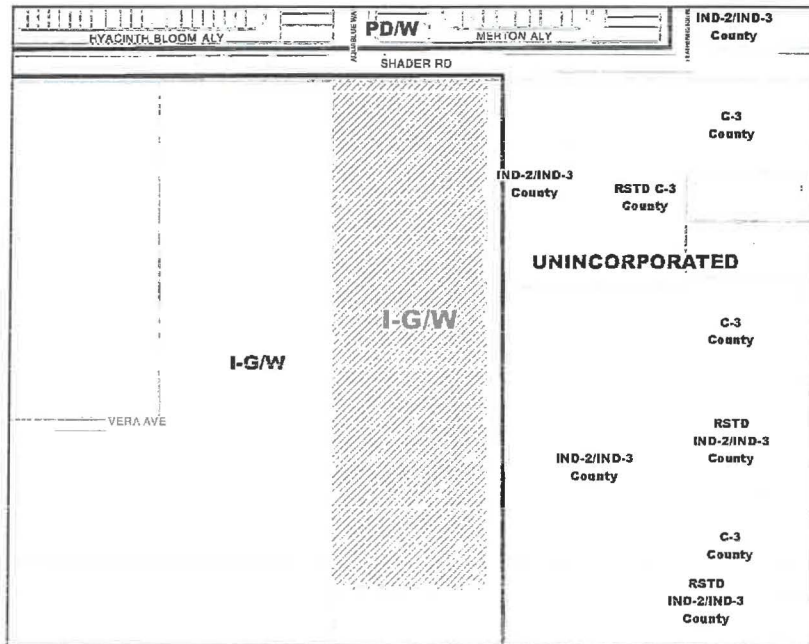 IND-2/IND-3
County
PD/W
HYACINTH BLOOM ALY
MERTON ALY
SHADER RD
C-3
County
IND-2/IND-3
County
RSTD C-3
County
UNINCORPORATED
I-G/W
C-3
County
I-G/W
VERA AVE
RSTD
IND-2/IND-3
County
IND-2/IND-3
County
C-3
County
RSTD
IND-2/IND-3
County